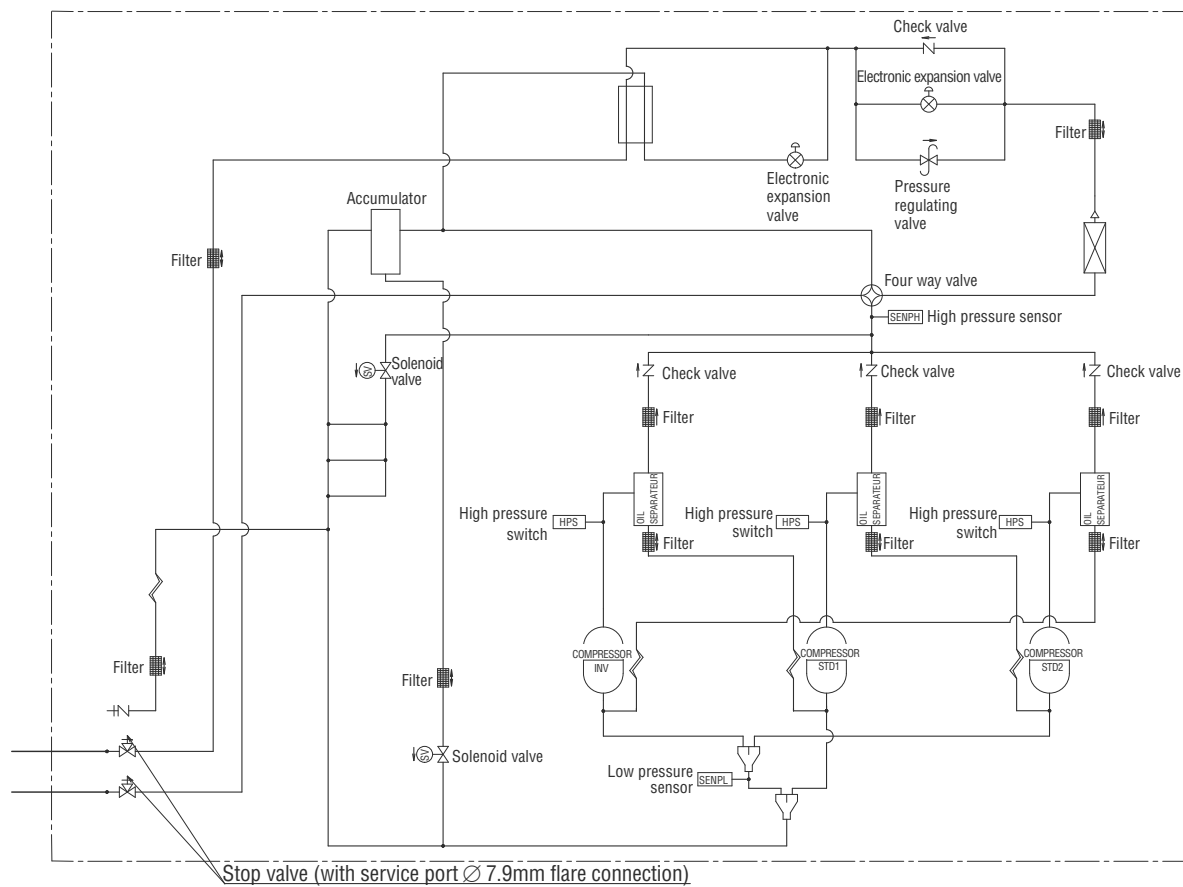 Check valve
Electronic expansion valve
Filter
Electronic
expansion
valve
Pressure
regulating
valve
Accumulator
Filter
Four way valve
SENPH High pressure sensor
SV Solenoid
valve
Check valve
Check valve
Check valve
Filter
Filter
Filter
OIL
SEPARATEUR
OIL
SEPARATEUR
OIL
SEPARATEUR
High pressure
switch
HPS
High pressure
switch
HPS
High pressure
switch
HPS
Filter
Filter
Filter
COMPRESSOR
INV
COMPRESSOR
STD1
COMPRESSOR
STD2
Filter
Filter
SV Solenoid valve
Low pressure
sensor
SENPL
Stop valve (with service port ∅ 7.9mm flare connection)